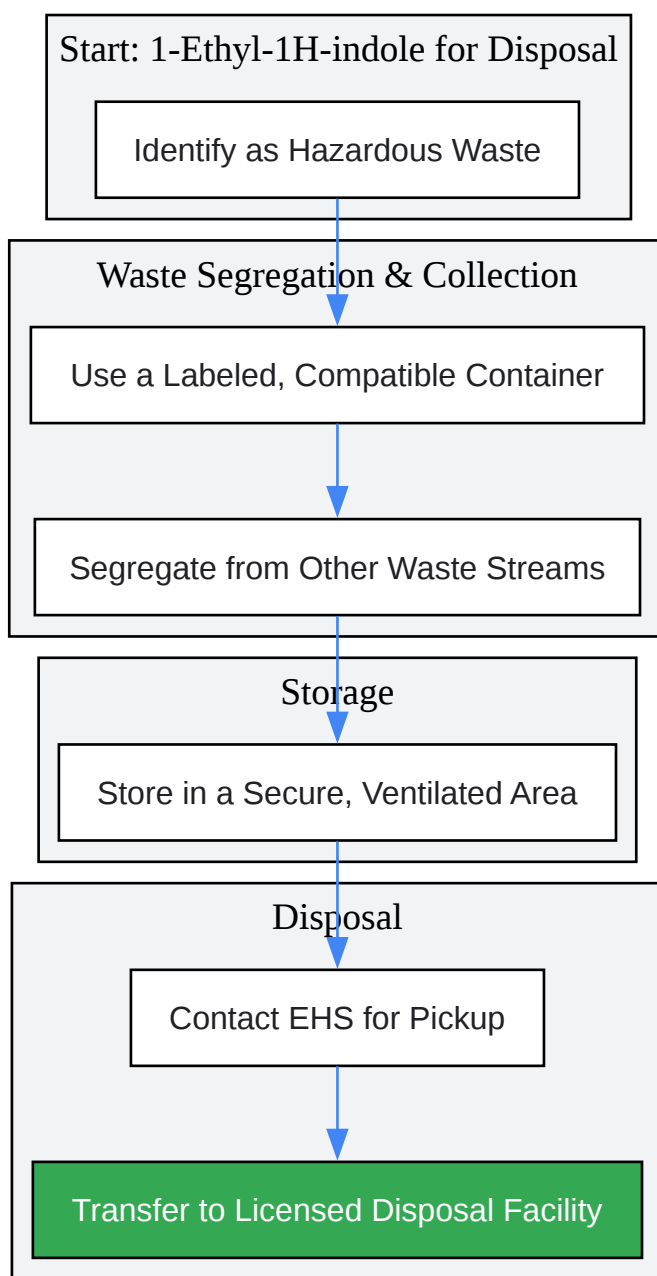 Start: 1-Ethyl-1H-indole for Disposal
Identify as Hazardous Waste
Waste Segregation & Collection
Use a Labeled, Compatible Container
Segregate from Other Waste Streams
Storage
Store in a Secure, Ventilated Area
Disposal
Contact EHS for Pickup
Transfer to Licensed Disposal Facility